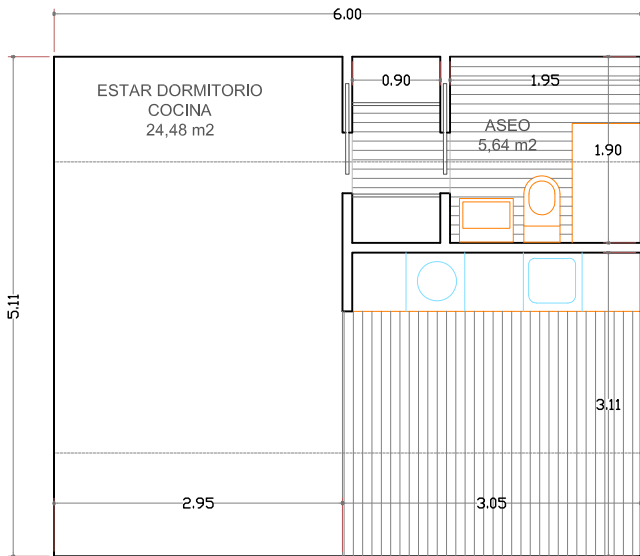 6.00
ESTAR DORMITORIO
COCINA
24,48 m2
0.90
1.95
ASEO
5,64 m2
1.90
5.11
3.11
2.95
3.05